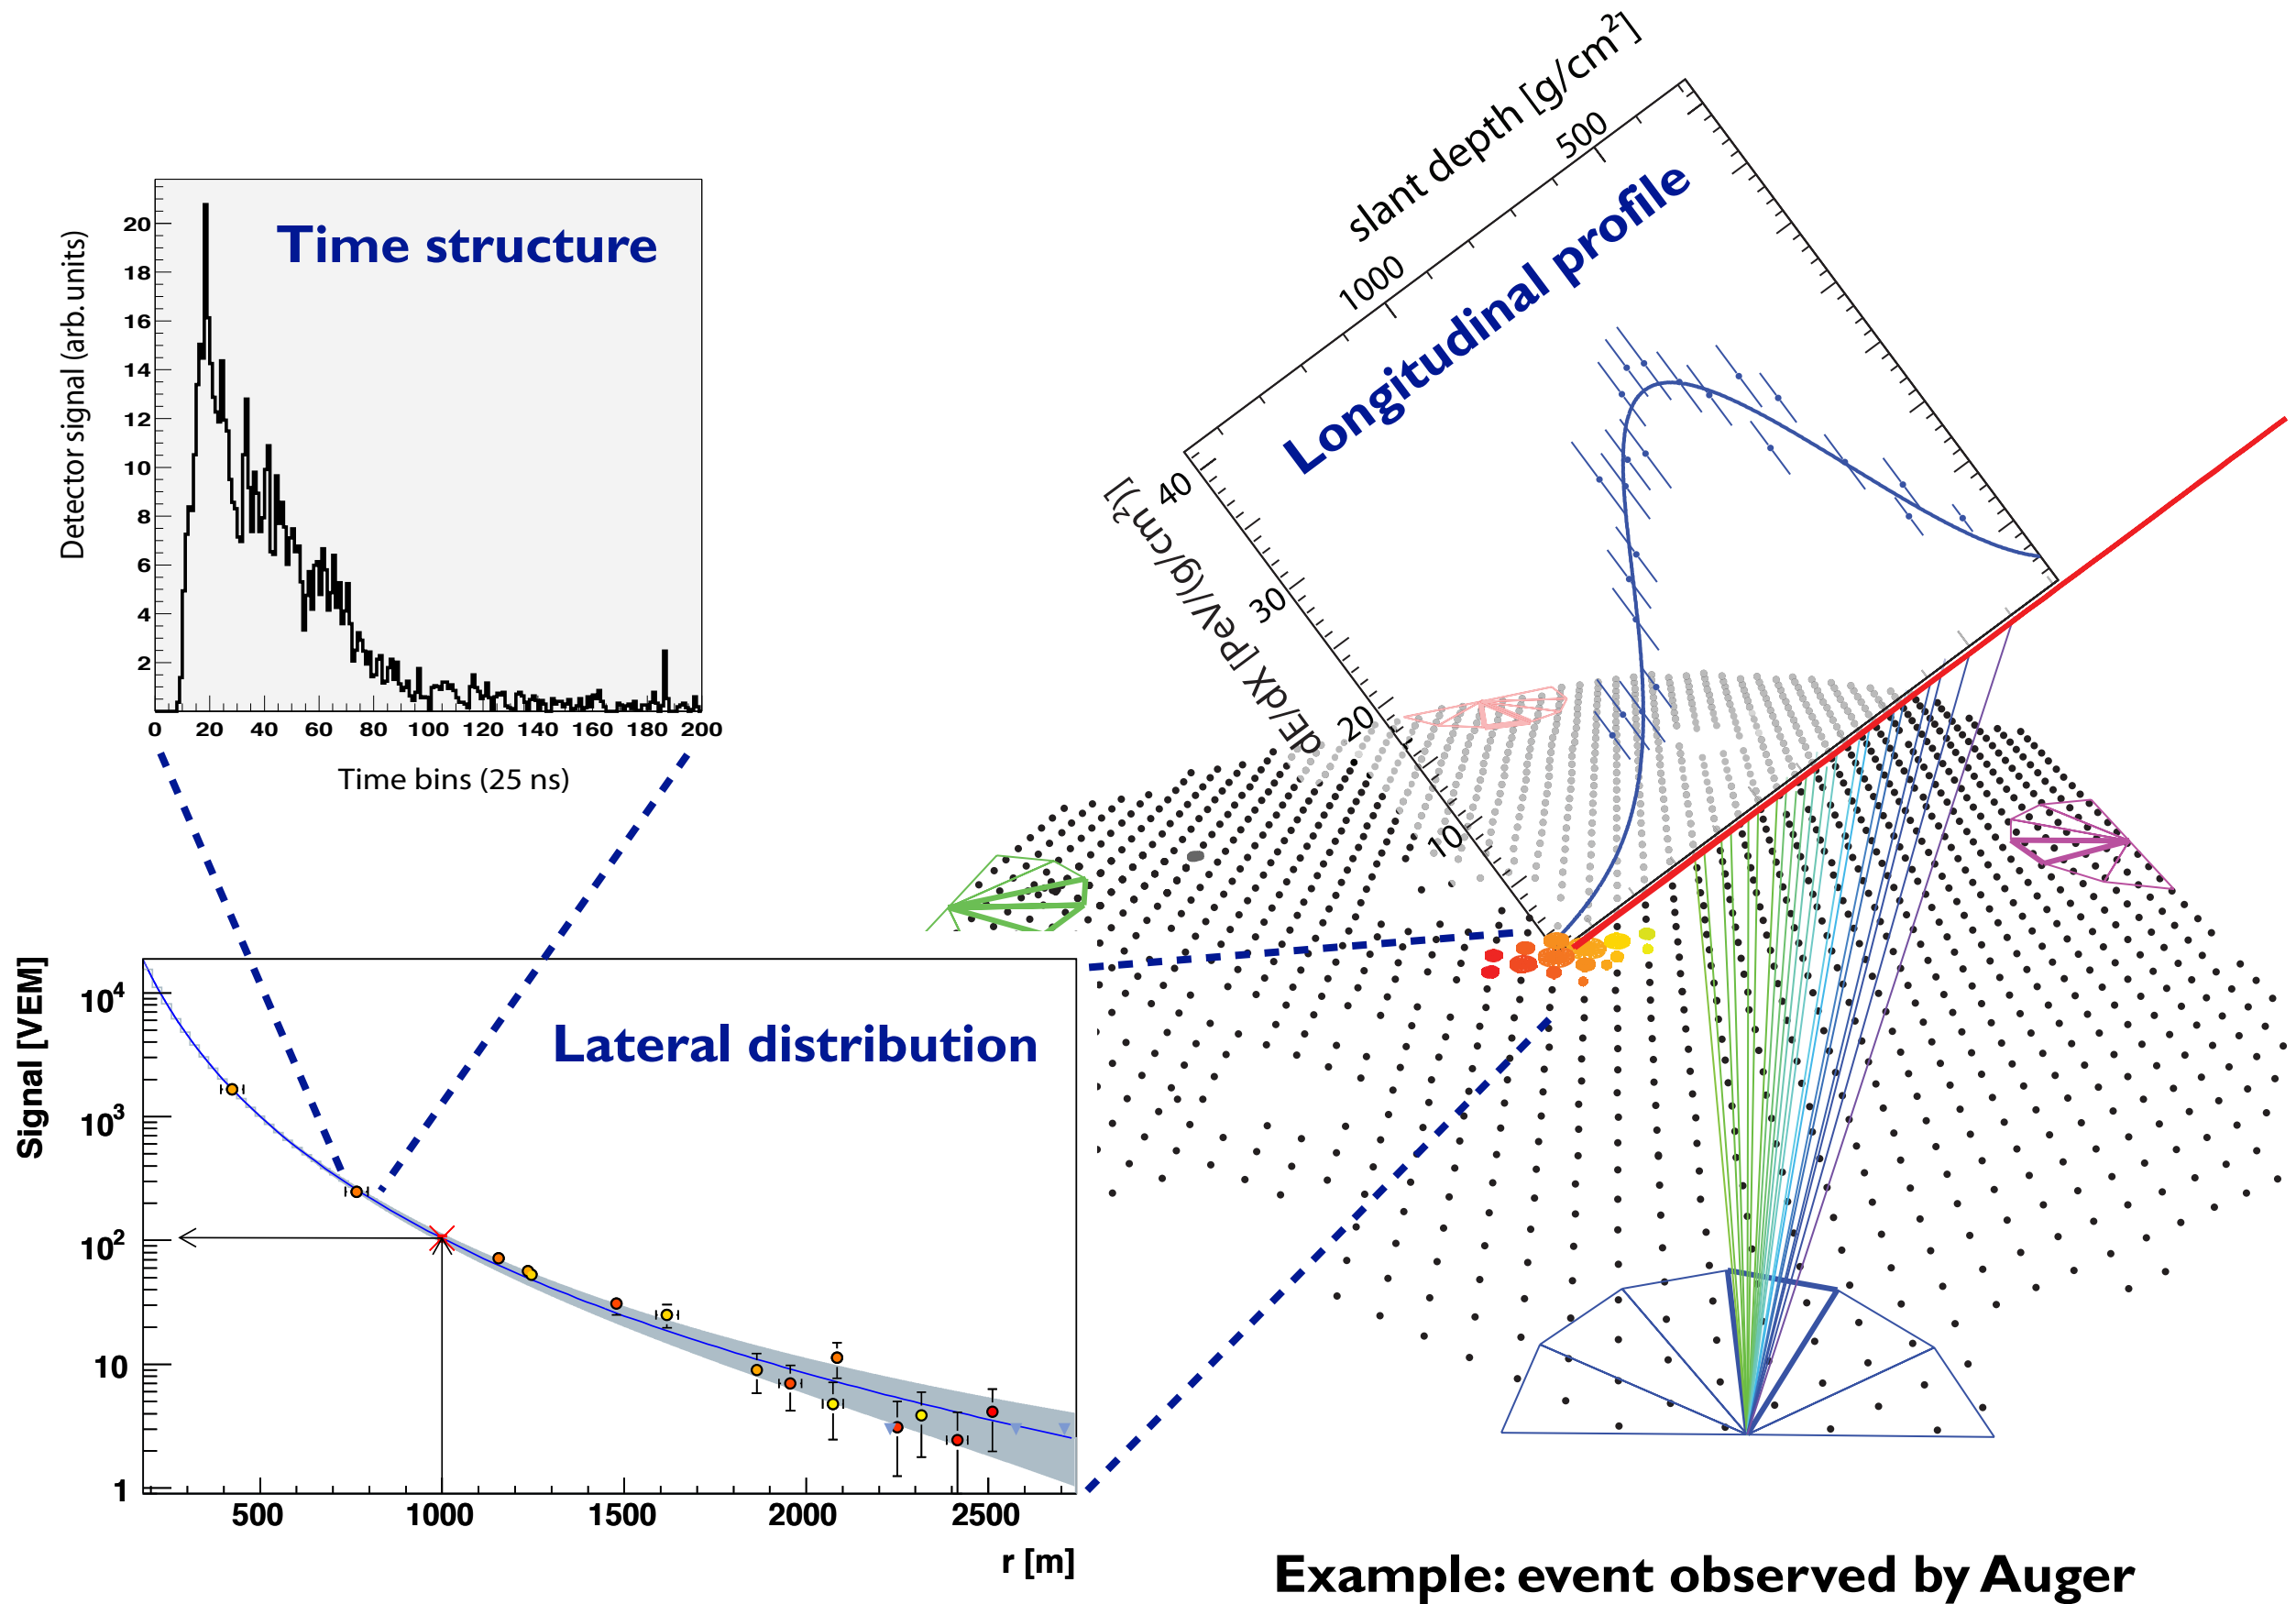 slant depth [g/cm²]
500
1000
Longitudinal profile
40
30
20
10
dE/dX [PeV/(g/cm²)]
Time structure
Detector signal (arb.units)
20
18
16
14
12
10
8
6
4
2
0 20 40 60 80 100 120 140 160 180 200
Time bins (25 ns)
Lateral distribution
Signal [VEM]
10⁴
10³
10²
10
1
500 1000 1500 2000 2500
r [m]
Example: event observed by Auger